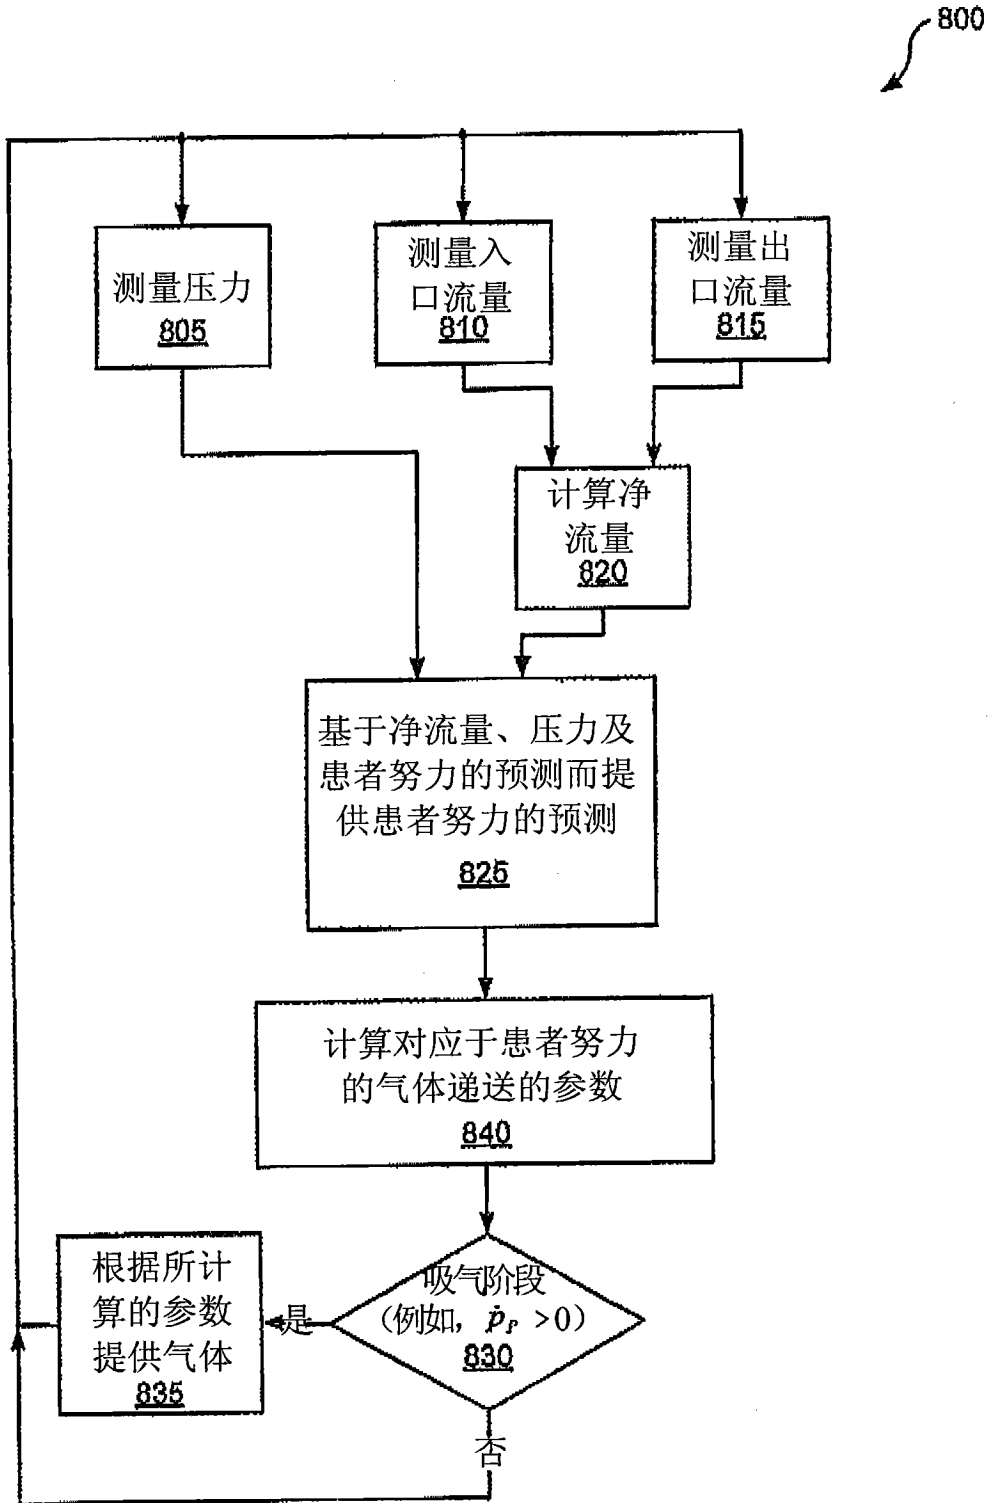 800
测量压力
805
测量入
口流量
810
测量出
口流量
815
计算净
流量
820
基于净流量、压力及
患者努力的预测而提
供患者努力的预测
825
计算对应于患者努力
的气体递送的参数
840
吸气阶段
(例如, ṗ_P >0)
830
是
根据所计
算的参数
提供气体
835
否